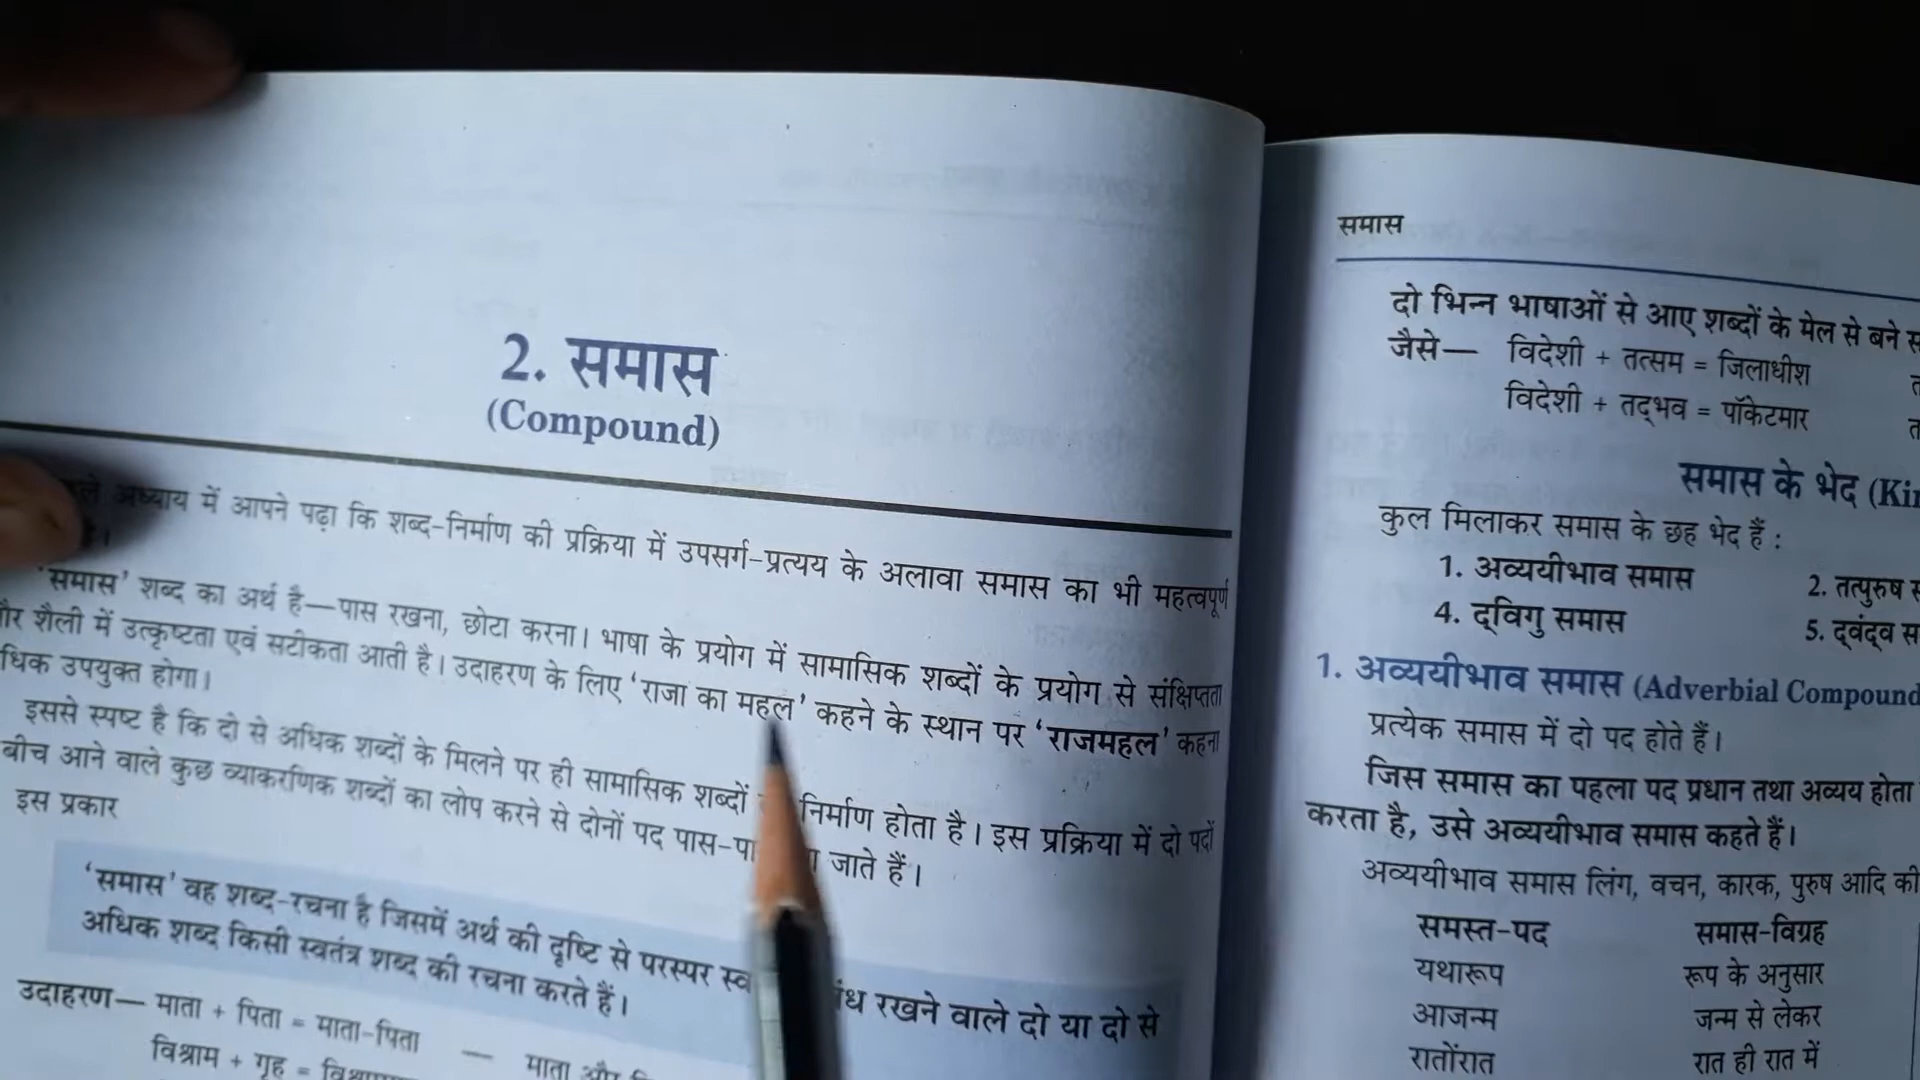 2. समास
(Compound)
अध्याय में आपने पढ़ा कि शब्द-निर्माण की प्रक्रिया में उपसर्ग-प्रत्यय के अलावा समास का भी महत्वपूर्ण
है।
'समास' शब्द का अर्थ है—पास रखना, छोटा करना। भाषा के प्रयोग में सामासिक शब्दों के प्रयोग से संक्षिप्तता
शैली में उत्कृष्टता एवं सटीकता आती है। उदाहरण के लिए 'राजा का महल' कहने के स्थान पर 'राजमहल' कहना
उपयुक्त होगा।
इससे स्पष्ट है कि दो से अधिक शब्दों के मिलने पर ही सामासिक शब्दों निर्माण होता है। इस प्रक्रिया में दो पदों
बीच आने वाले कुछ व्याकरणिक शब्दों का लोप करने से दोनों पद जाते हैं।
इस प्रकार
'समास' वह शब्द-रचना है जिसमें अर्थ की दृष्टि से परस्पर रखने वाले दो या दो से
अधिक शब्द किसी स्वतंत्र शब्द की रचना करते हैं।
उदाहरण— माता + पिता = माता-पिता — माता और
विश्राम + गृह =
समास
दो भिन्न भाषाओं से आए शब्दों के मेल से बने
जैसे— विदेशी + तत्सम = जिलाधीश
विदेशी + तद्भव = पॉकेटमार
समास के भेद
कुल मिलाकर समास के छह भेद हैं :
1. अव्ययीभाव समास 2. तत्पुरुष
4. द्विगु समास 5. द्वंद्व
1. अव्ययीभाव समास (Adverbial Compound
प्रत्येक समास में दो पद होते हैं।
जिस समास का पहला पद प्रधान तथा अव्यय होता
करता है, उसे अव्ययीभाव समास कहते हैं।
अव्ययीभाव समास लिंग, वचन, कारक, पुरुष आदि की
समस्त-पद समास-विग्रह
यथारूप रूप के अनुसार
आजन्म जन्म से लेकर
रातोंरात रात ही रात में